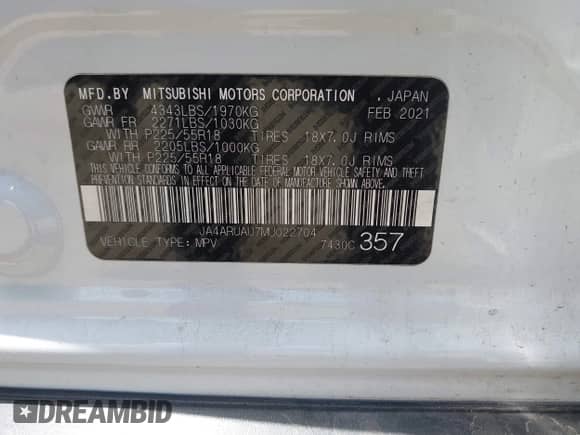 MFD.BY MITSUBISHI MOTORS CORPORATION , JAPAN
GVWR 4343LBS/1970KG FEB 2021
GAWR FR 2271LBS/1030KG
WITH P225/55R18 TIRES 18X7.0J RIMS
GAWR RR 2205LBS/1000KG
WITH P225/55R18 TIRES 18X7.0J RIMS
THIS VEHICLE CONFORMS TO ALL APPLICABLE FEDERAL MOTOR VEHICLE SAFETY AND THEFT
PREVENTION STANDARDS IN EFFECT ON THE DATE OF MANUFACTURE SHOWN ABOVE.
JA4ARUAU7MU022704
VEHICLE TYPE: MPV 7430C 357
DREAMBID